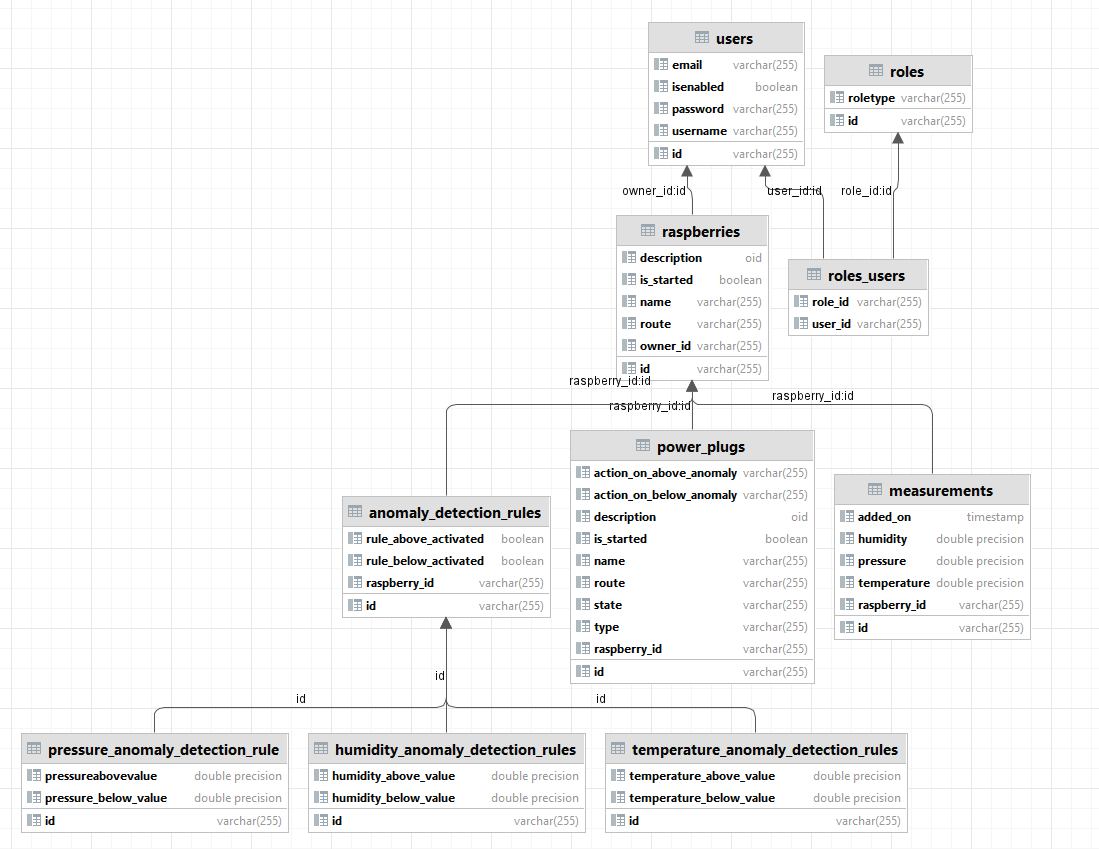 users
email varchar(255)
isenabled boolean
password varchar(255)
username varchar(255)
id varchar(255)
roles
roletype varchar(255)
id varchar(255)
owner_id:id
user_id:id
role_id:id
raspberries
description oid
is_started boolean
name varchar(255)
route varchar(255)
owner_id varchar(255)
id varchar(255)
roles_users
role_id varchar(255)
user_id varchar(255)
raspberry_id:id
raspberry_id:id
raspberry_id:id
anomaly_detection_rules
rule_above_activated boolean
rule_below_activated boolean
raspberry_id varchar(255)
id varchar(255)
power_plugs
action_on_above_anomaly varchar(255)
action_on_below_anomaly varchar(255)
description oid
is_started boolean
name varchar(255)
route varchar(255)
state varchar(255)
type varchar(255)
raspberry_id varchar(255)
id varchar(255)
measurements
added_on timestamp
humidity double precision
pressure double precision
temperature double precision
raspberry_id varchar(255)
id varchar(255)
id
id
id
pressure_anomaly_detection_rule
pressureabovevalue double precision
pressure_below_value double precision
id varchar(255)
humidity_anomaly_detection_rules
humidity_above_value double precision
humidity_below_value double precision
id varchar(255)
temperature_anomaly_detection_rules
temperature_above_value double precision
temperature_below_value double precision
id varchar(255)